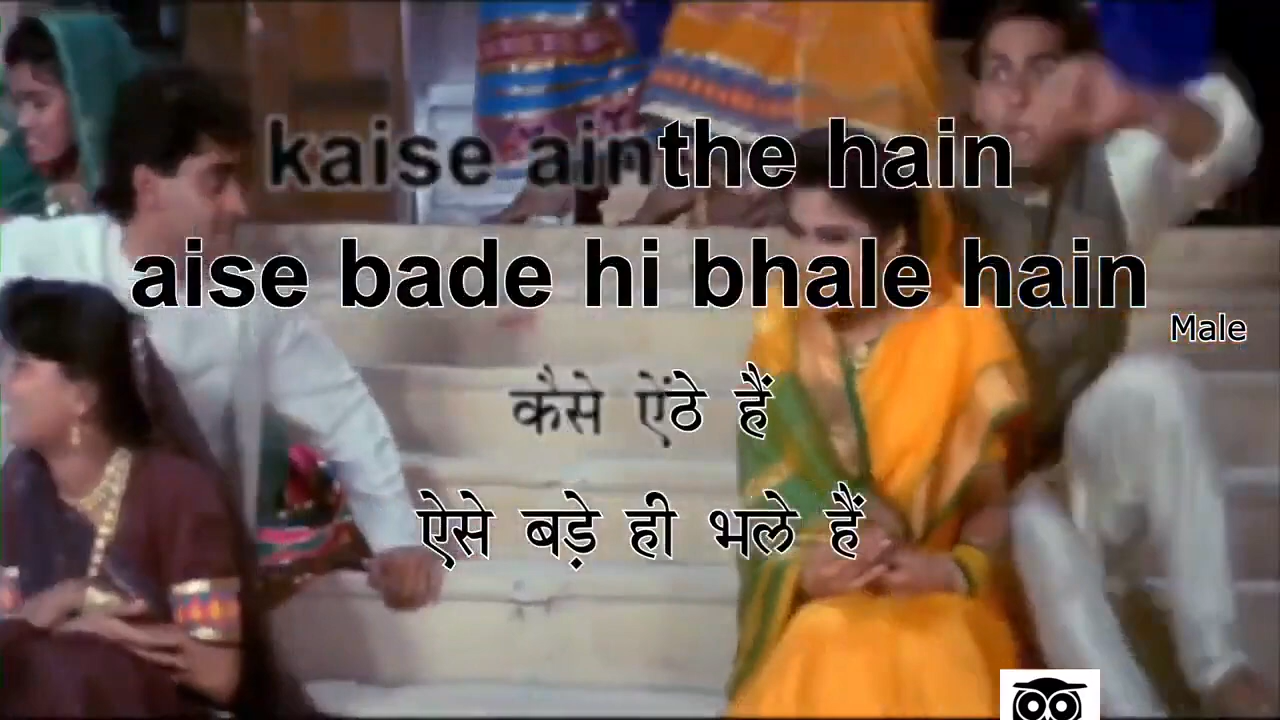 kaise ainthe hain
aise bade hi bhale hain
Male
कैसे ऐंठे हैं
ऐसे बड़े ही भले हैं